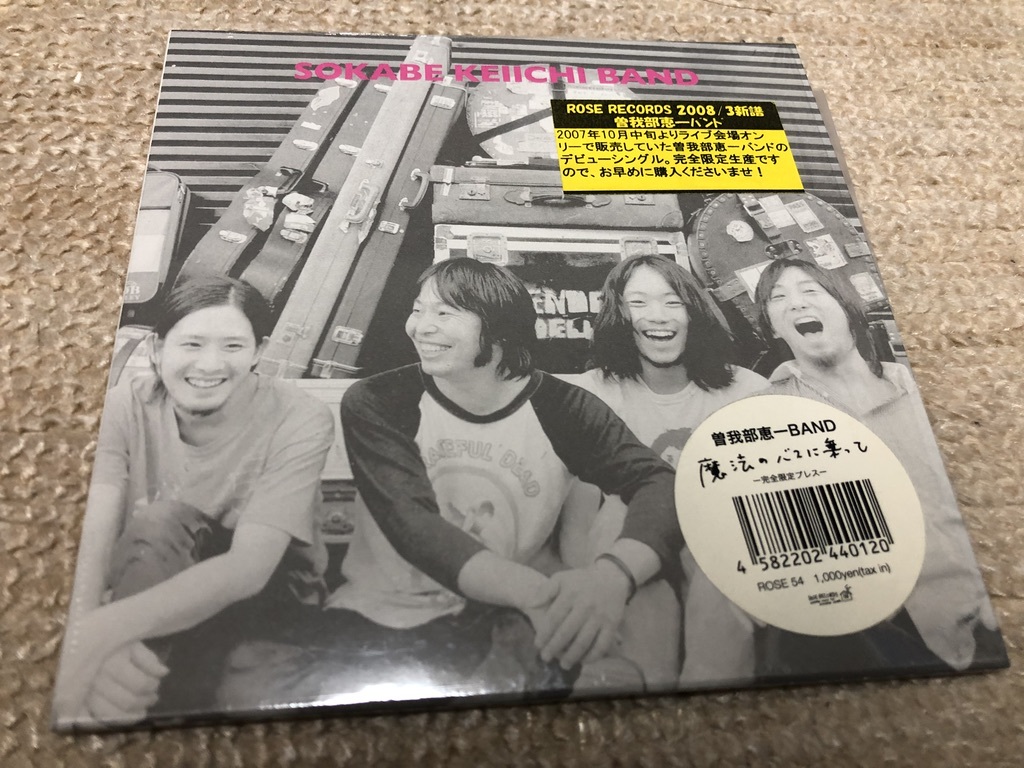 SOKABE KEIICHI BAND
ROSE RECORDS 2008/3新譜
曽我部恵一バンド
2007年10月中旬よりライブ会場オン
リーで販売していた曽我部恵一バンドの
デビューシングル。完全限定生産です
ので、お早めに購入くださいませ！
曽我部恵一BAND
魔法のバスに乗って
ー完全限定プレスー
4 582202 440120
ROSE 54 1,000yen(tax in)